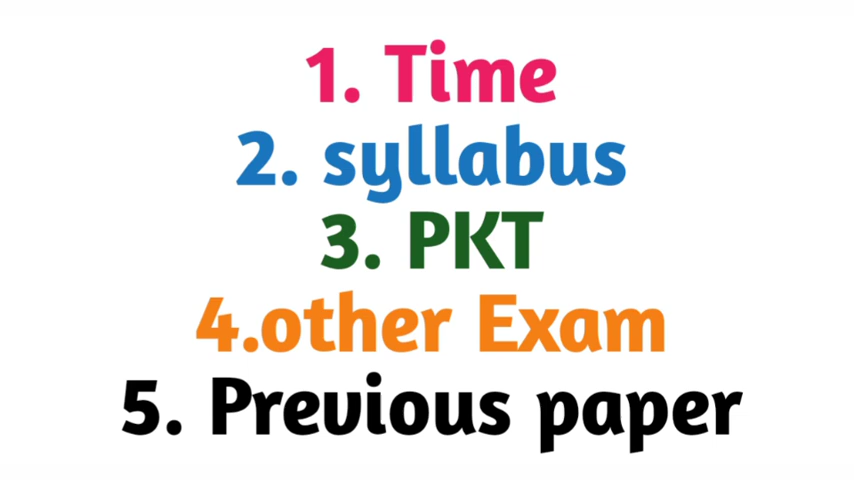 1. Time
2. syllabus
3. PKT
4.other Exam
5. Previous paper